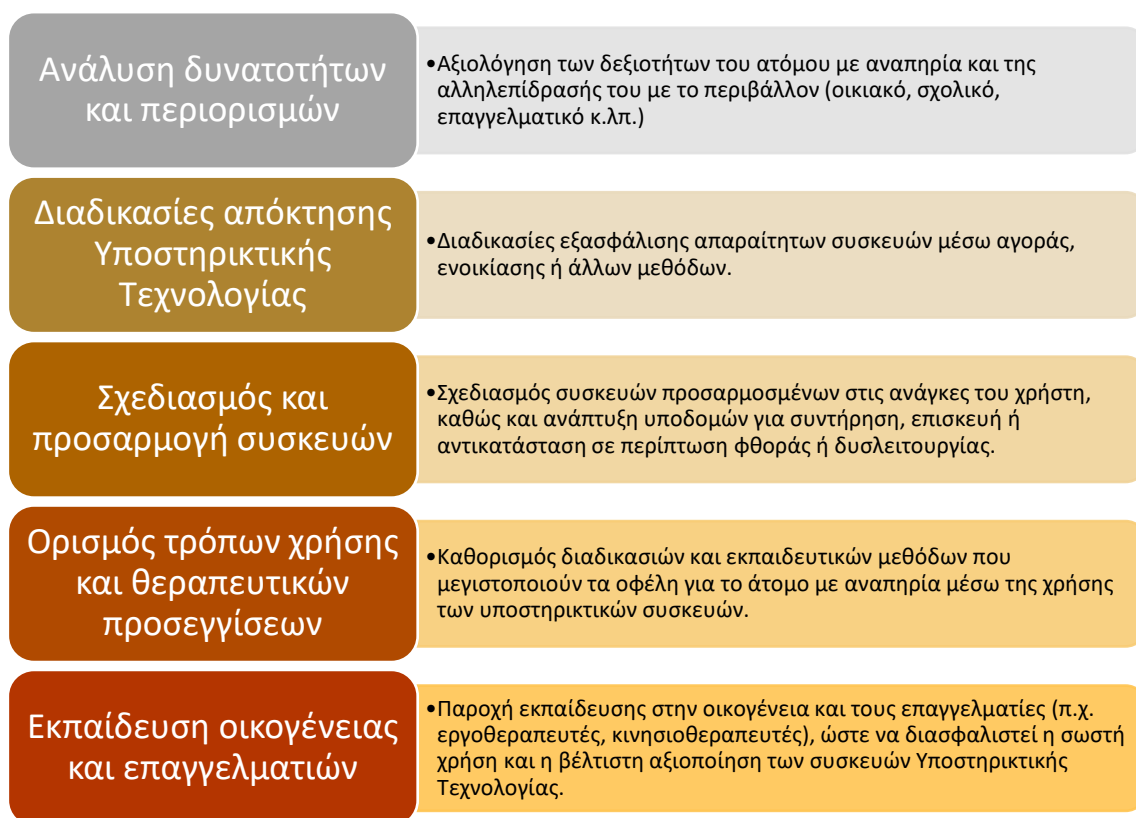 Ανάλυση δυνατοτήτων
και περιορισμών
•Αξιολόγηση των δεξιοτήτων του ατόμου με αναπηρία και της
αλληλεπίδρασής του με το περιβάλλον (οικιακό, σχολικό,
επαγγελματικό κ.λπ.)
Διαδικασίες απόκτησης
Υποστηρικτικής
Τεχνολογίας
•Διαδικασίες εξασφάλισης απαραίτητων συσκευών μέσω αγοράς,
ενοικίασης ή άλλων μεθόδων.
Σχεδιασμός και
προσαρμογή συσκευών
•Σχεδιασμός συσκευών προσαρμοσμένων στις ανάγκες του χρήστη,
καθώς και ανάπτυξη υποδομών για συντήρηση, επισκευή ή
αντικατάσταση σε περίπτωση φθοράς ή δυσλειτουργίας.
Ορισμός τρόπων χρήσης
και θεραπευτικών
προσεγγίσεων
•Καθορισμός διαδικασιών και εκπαιδευτικών μεθόδων που
μεγιστοποιούν τα οφέλη για το άτομο με αναπηρία μέσω της χρήσης
των υποστηρικτικών συσκευών.
Εκπαίδευση οικογένειας
και επαγγελματιών
•Παροχή εκπαίδευσης στην οικογένεια και τους επαγγελματίες (π.χ.
εργοθεραπευτές, κινησιοθεραπευτές), ώστε να διασφαλιστεί η σωστή
χρήση και η βέλτιστη αξιοποίηση των συσκευών Υποστηρικτικής
Τεχνολογίας.